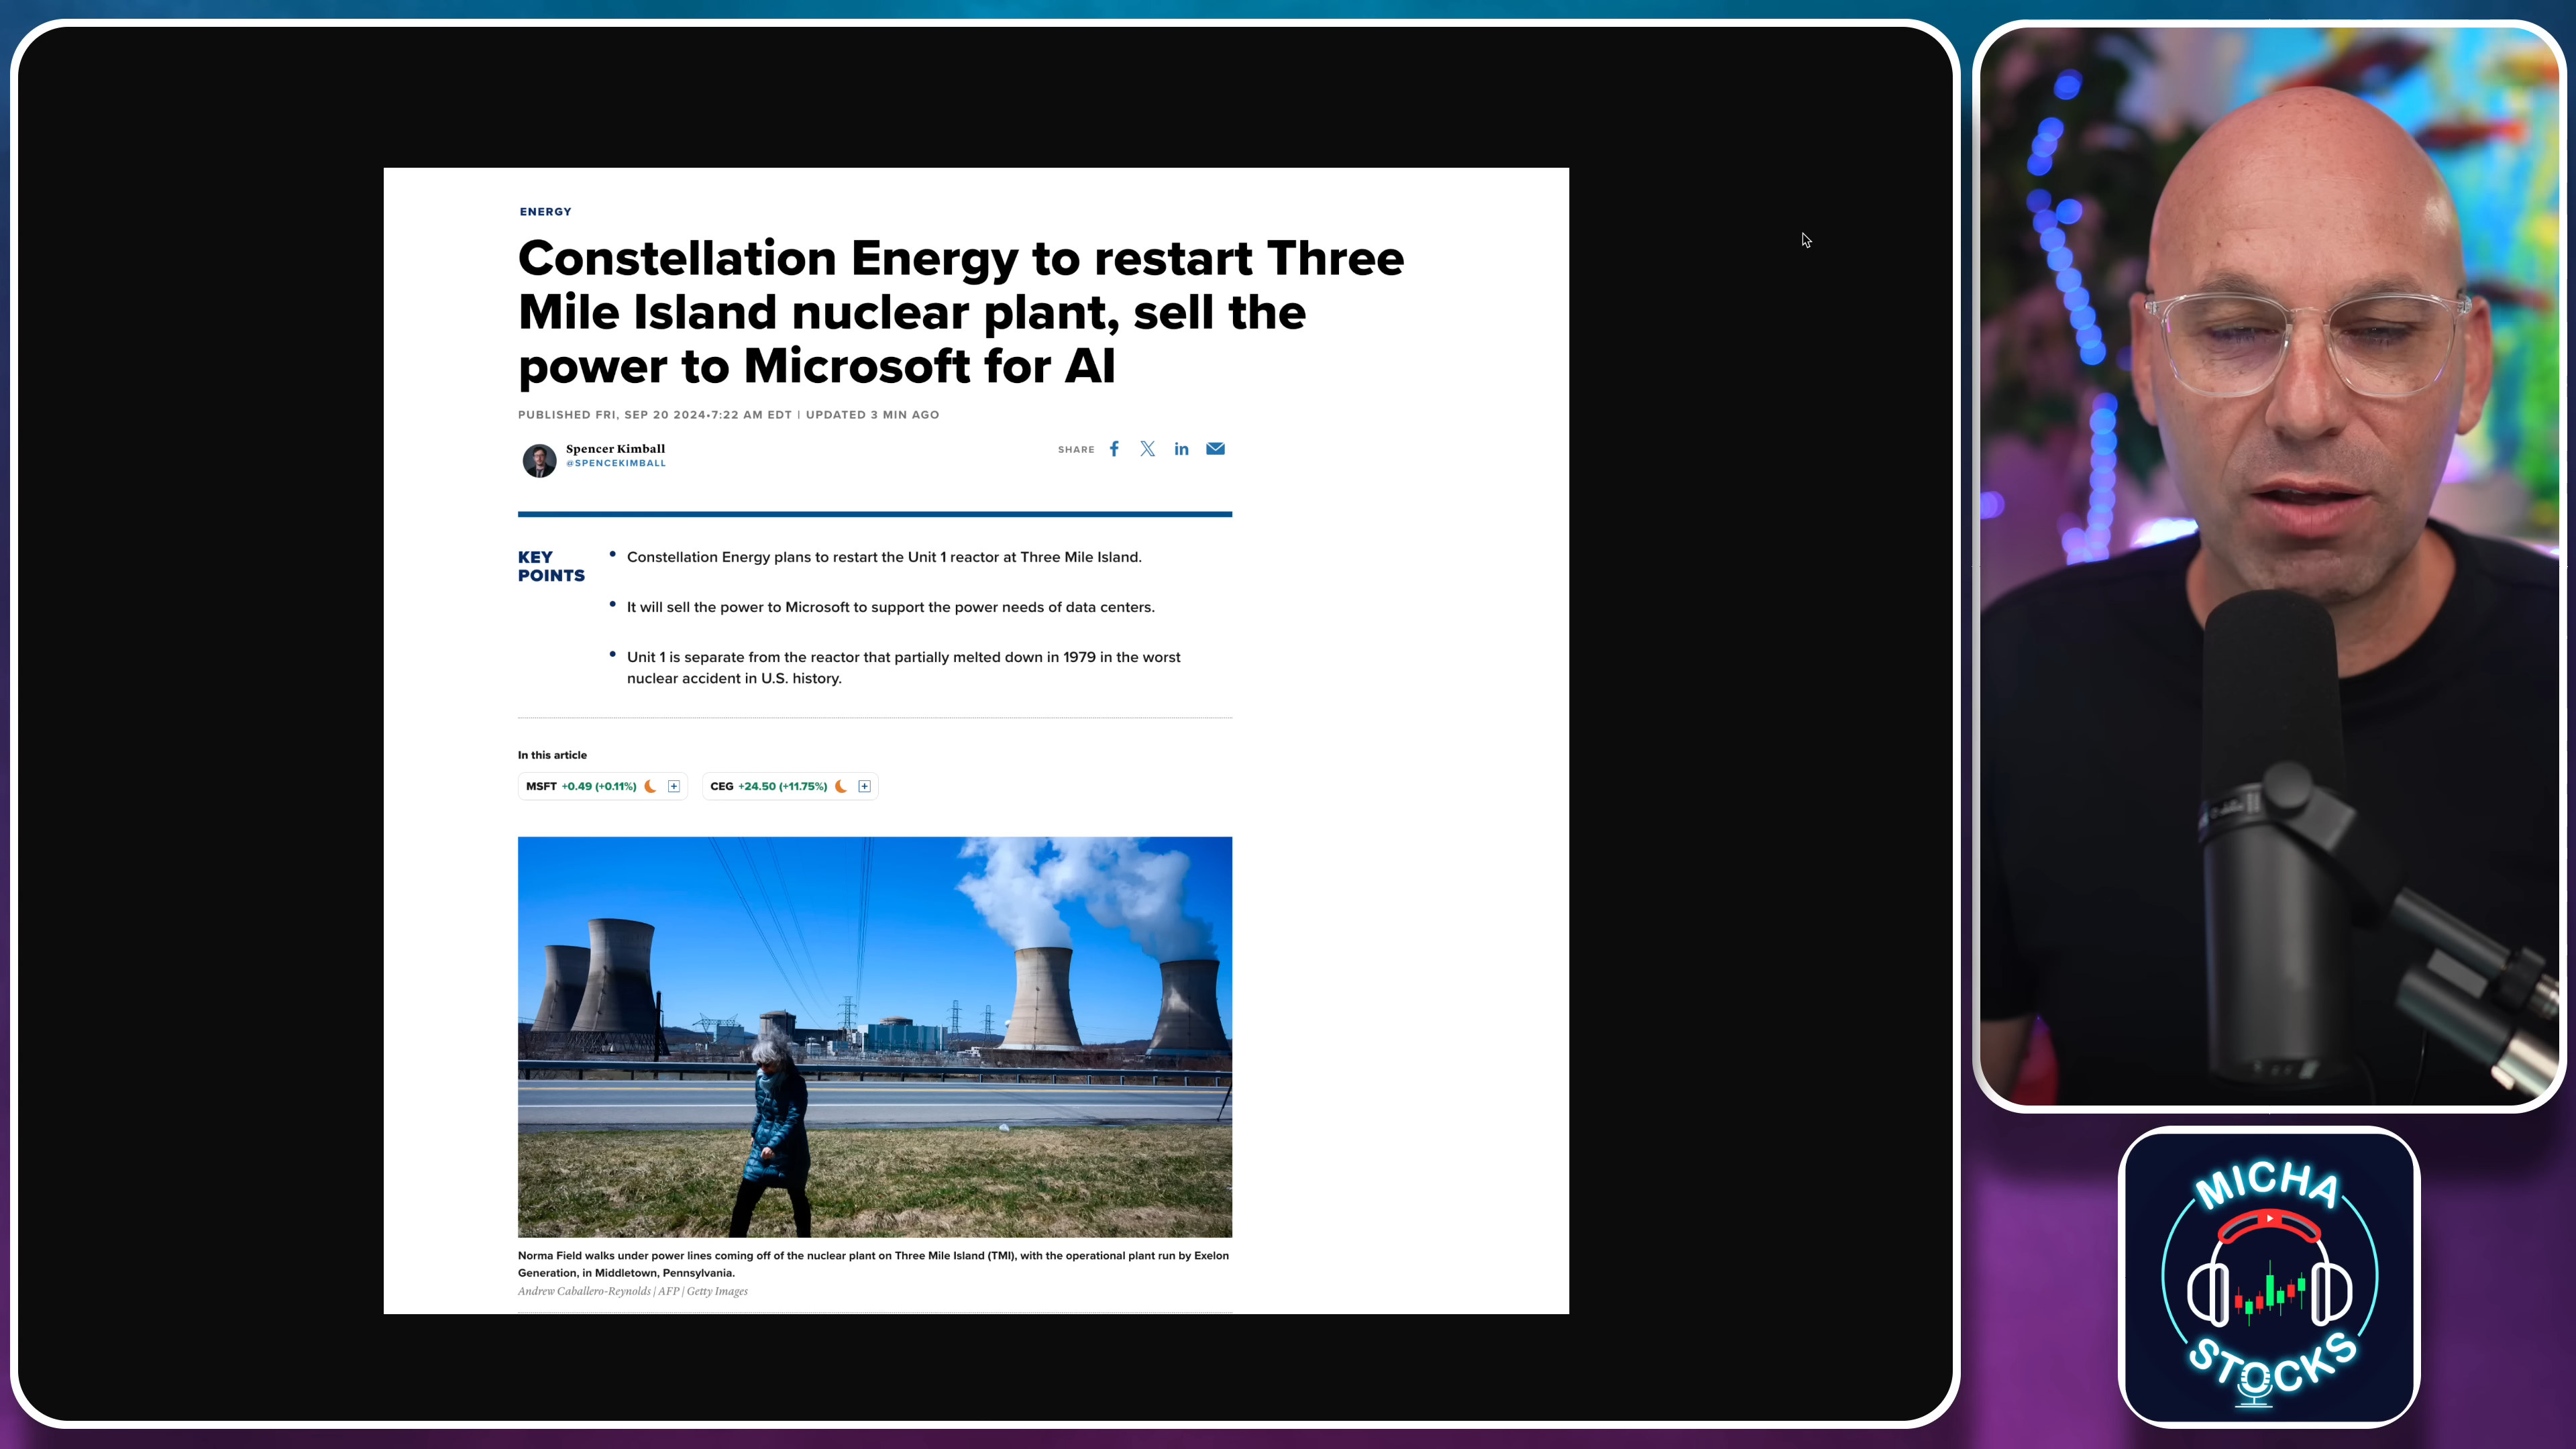 ENERGY
Constellation Energy to restart Three
Mile Island nuclear plant, sell the
power to Microsoft for AI
PUBLISHED FRI, SEP 20 2024•7:22 AM EDT | UPDATED 3 MIN AGO
Spencer Kimball
@SPENCEKIMBALL
SHARE
KEY
POINTS
• Constellation Energy plans to restart the Unit 1 reactor at Three Mile Island.
• It will sell the power to Microsoft to support the power needs of data centers.
• Unit 1 is separate from the reactor that partially melted down in 1979 in the worst
nuclear accident in U.S. history.
In this article
MSFT +0.49 (+0.11%)
CEG +24.50 (+11.75%)
Norma Field walks under power lines coming off of the nuclear plant on Three Mile Island (TMI), with the operational plant run by Exelon
Generation, in Middletown, Pennsylvania.
Andrew Caballero-Reynolds | AFP | Getty Images
MICHA
STOCKS